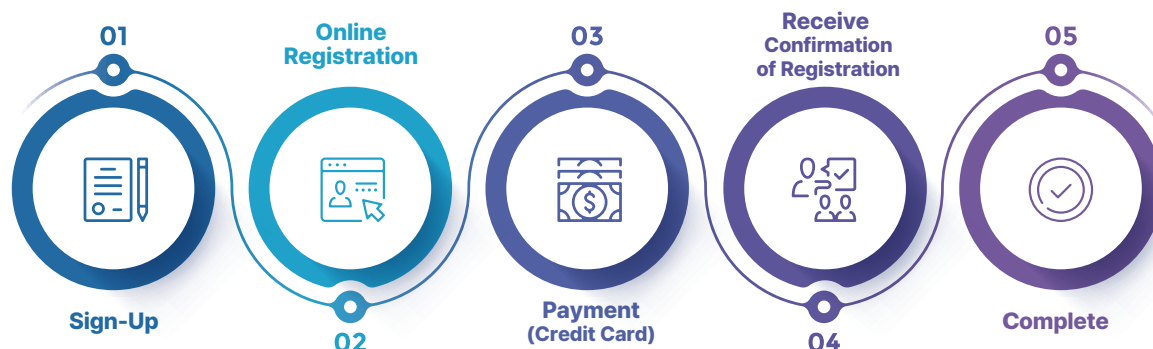 01
Sign-Up
Online
Registration
02
03
Payment
(Credit Card)
Receive
Confirmation
of Registration
04
05
Complete